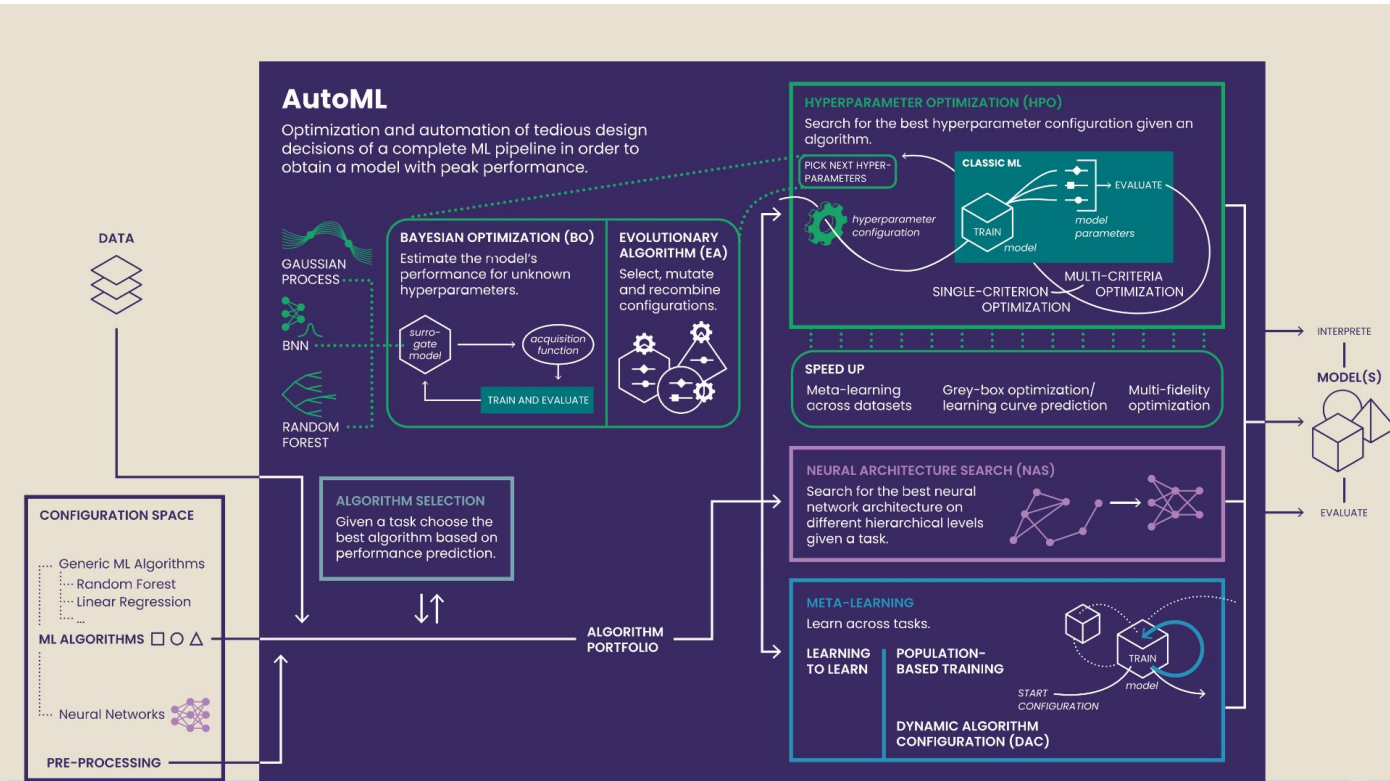 AutoML
Optimization and automation of tedious design
decisions of a complete ML pipeline in order to
obtain a model with peak performance.
DATA
GAUSSIAN
PROCESS
BNN
RANDOM
FOREST
BAYESIAN OPTIMIZATION (BO)
Estimate the model's
performance for unknown
hyperparameters.
surro-
gate
model
acquisition
function
TRAIN AND EVALUATE
EVOLUTIONARY
ALGORITHM (EA)
Select, mutate
and recombine
configurations.
HYPERPARAMETER OPTIMIZATION (HPO)
Search for the best hyperparameter configuration given an
algorithm.
PICK NEXT HYPER-
PARAMETERS
hyperparameter
configuration
CLASSIC ML
TRAIN
model
EVALUATE
model
parameters
MULTI-CRITERIA
OPTIMIZATION
SINGLE-CRITERION
OPTIMIZATION
SPEED UP
Meta-learning
across datasets
Grey-box optimization/
learning curve prediction
Multi-fidelity
optimization
CONFIGURATION SPACE
Generic ML Algorithms
Random Forest
Linear Regression
...
ML ALGORITHMS
Neural Networks
PRE-PROCESSING
ALGORITHM SELECTION
Given a task choose the
best algorithm based on
performance prediction.
ALGORITHM
PORTFOLIO
NEURAL ARCHITECTURE SEARCH (NAS)
Search for the best neural
network architecture on
different hierarchical levels
given a task.
META-LEARNING
Learn across tasks.
LEARNING
TO LEARN
POPULATION-
BASED TRAINING
DYNAMIC ALGORITHM
CONFIGURATION (DAC)
START
CONFIGURATION
TRAIN
model
INTERPRETE
MODEL(S)
EVALUATE